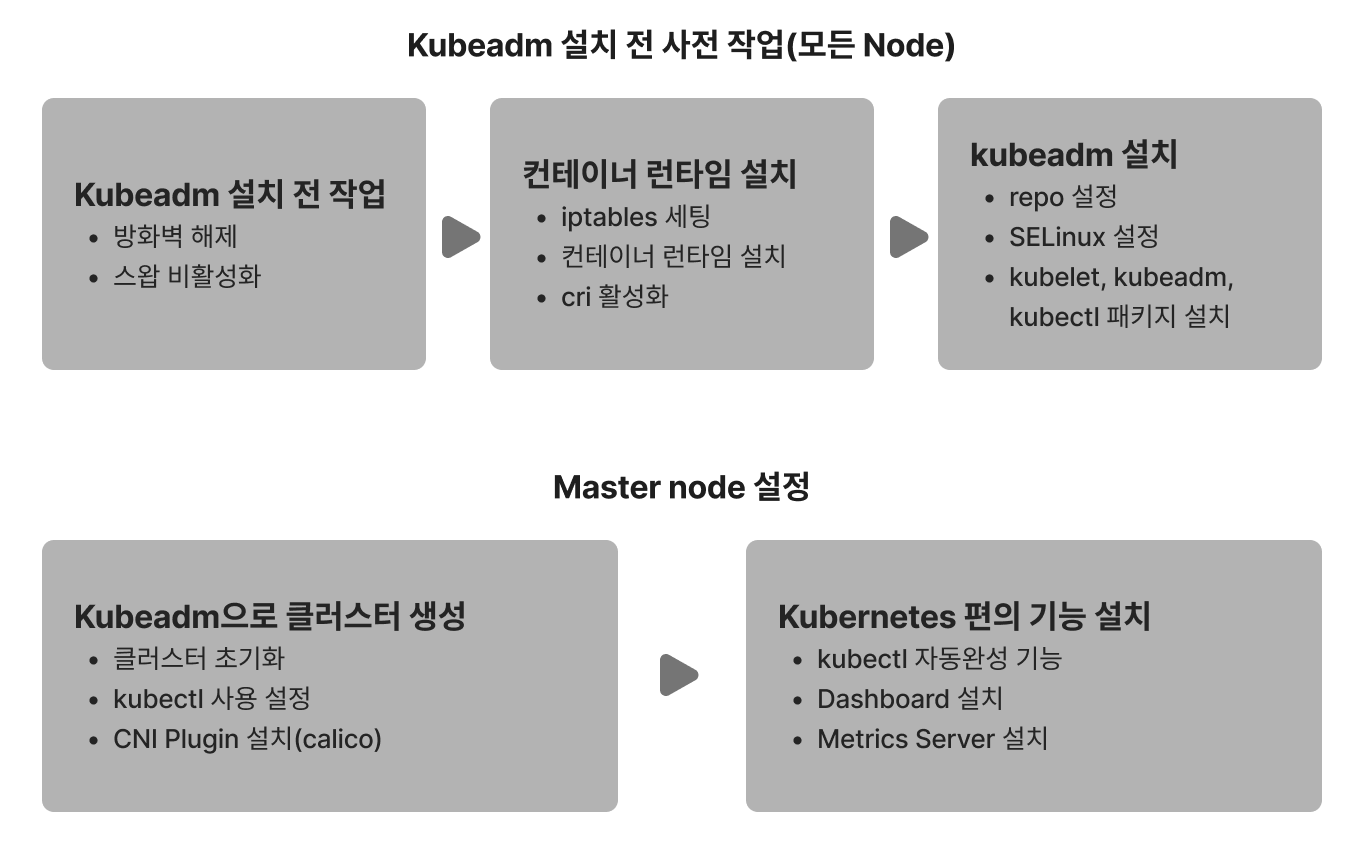 Kubeadm 설치 전 사전 작업(모든 Node)
Kubeadm 설치 전 작업
• 방화벽 해제
• 스왑 비활성화
컨테이너 런타임 설치
• iptables 세팅
• 컨테이너 런타임 설치
• cri 활성화
kubeadm 설치
• repo 설정
• SELinux 설정
• kubelet, kubeadm,
kubectl 패키지 설치
Master node 설정
Kubeadm으로 클러스터 생성
• 클러스터 초기화
• kubectl 사용 설정
• CNI Plugin 설치(calico)
Kubernetes 편의 기능 설치
• kubectl 자동완성 기능
• Dashboard 설치
• Metrics Server 설치